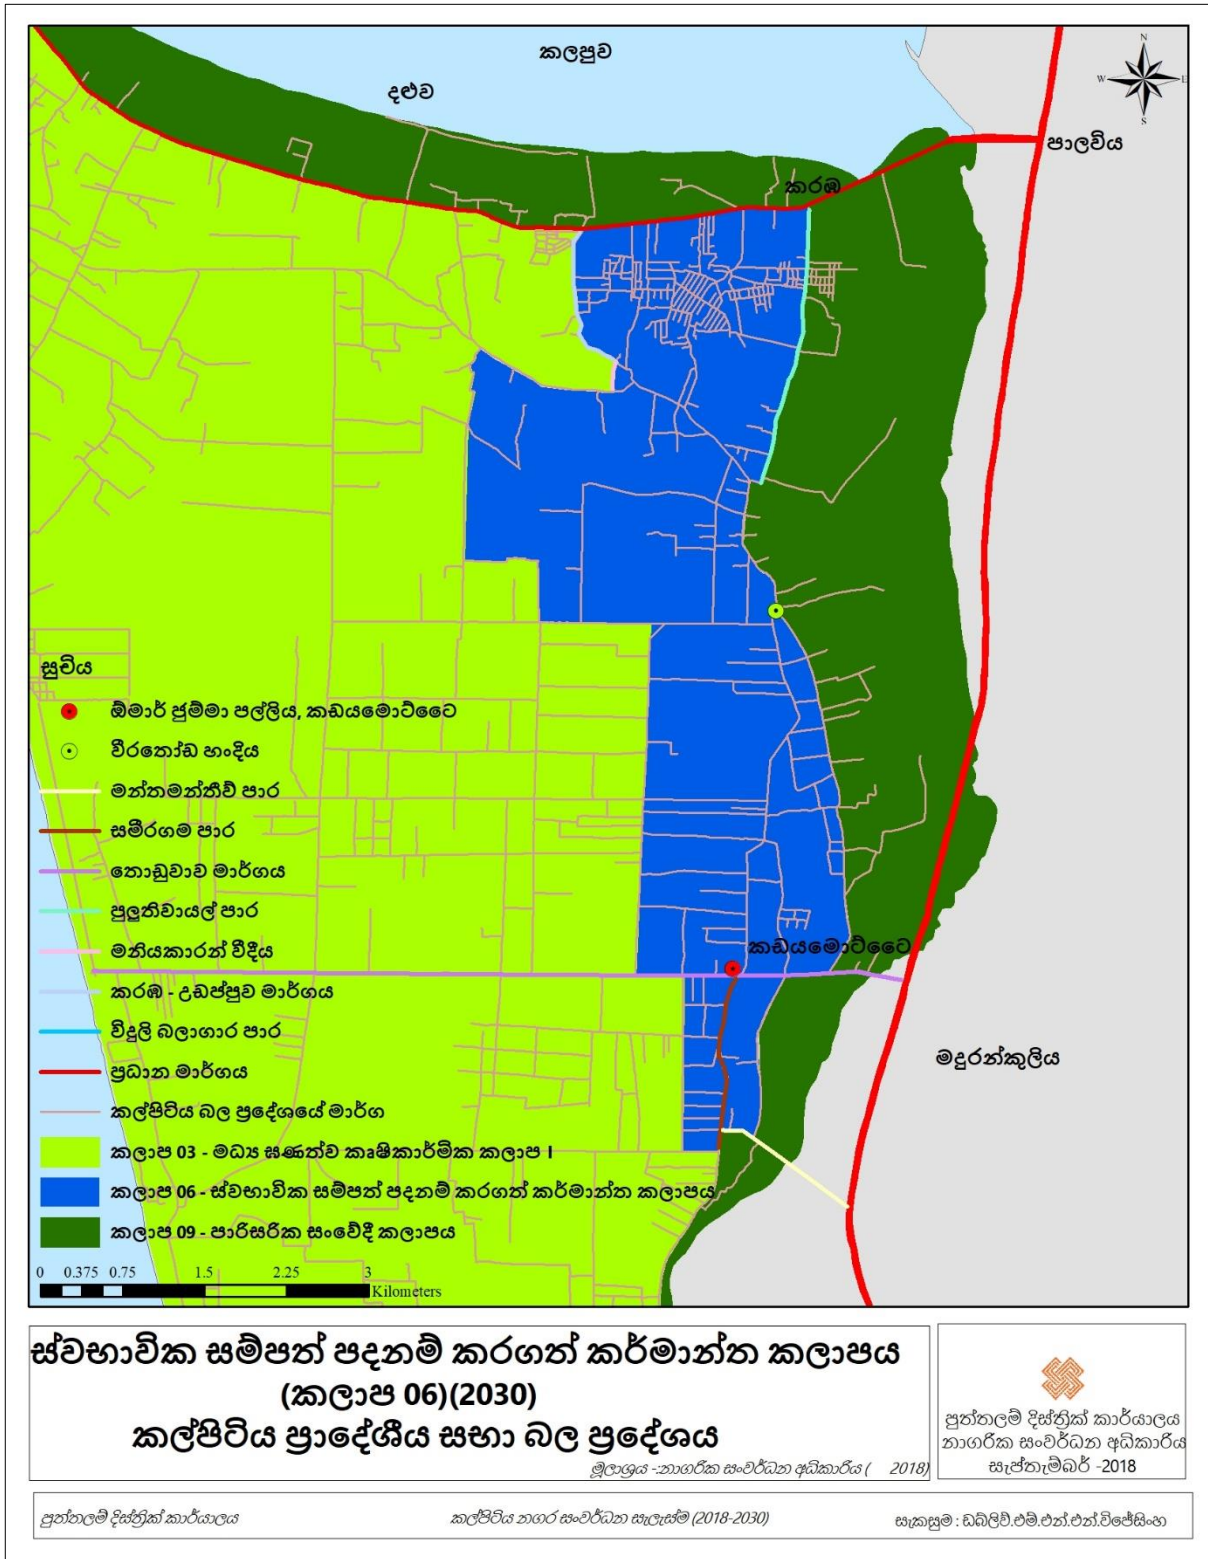 කලපුව
දළුව
N
W
E
S
පාලවිය
කරඹ
සුචිය
ඕමාර් ජුම්මා පල්ලිය, කඩයමොට්ටෛ
වීරතෝඩ හංදිය
මන්තමන්තීව් පාර
සමීරගම පාර
තොඩුවාව මාර්ගය
පුලුතිවායල් පාර
මනියකාරන් වීදිය
කරඹ - උඩප්පුව මාර්ගය
විදුලි බලාගාර පාර
ප්‍රධාන මාර්ගය
කල්පිටිය බල ප්‍රදේශයේ මාර්ග
කලාප 03 - මධ්‍ය ඝණත්ව කෘෂිකාර්මික කලාප I
කලාප 06 - ස්වභාවික සම්පත් පදනම් කරගත් කර්මාන්ත කලාපය
කලාප 09 - පාරිසරික සංවේදී කලාපය
කඩයමොට්ටෛ
මදුරන්කුලිය
0 0.375 0.75 1.5 2.25 3
Kilometers
ස්වභාවික සම්පත් පදනම් කරගත් කර්මාන්ත කලාපය
(කලාප 06)(2030)
කල්පිටිය ප්‍රාදේශීය සභා බල ප්‍රදේශය
මූලාශ්‍රය -:නාගරික සංවර්ධන අධිකාරිය ( 2018)
පුත්තලම් දිස්ත්‍රික් කාර්යාලය
නාගරික සංවර්ධන අධිකාරිය
සැප්තැම්බර් -2018
පුත්තලම් දිස්ත්‍රික් කාර්යාලය
කල්පිටිය නගර සංවර්ධන සැලැස්ම (2018-2030)
සැකසුම : ඩබ්ලිව්.එම්.එන්.එන්.විජේසිංහ